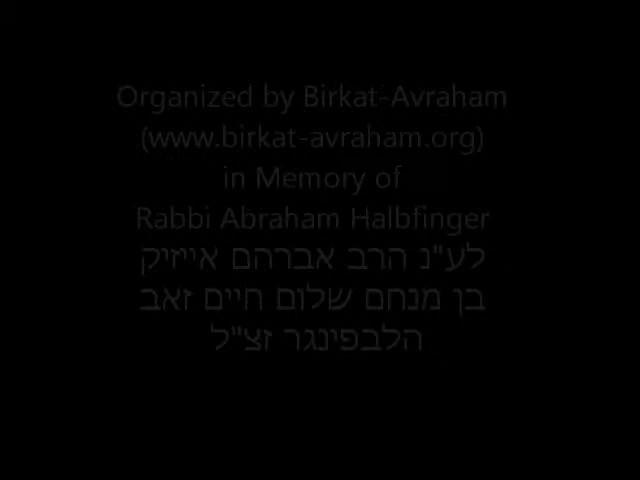 Organized by Birkat-Avraham
(www.birkat-avraham.org)
in Memory of
Rabbi Abraham Halbfinger
לע"נ הרב אברהם אייזיק
בן מנחם שלום חיים זאב
הלבפינגר זצ"ל